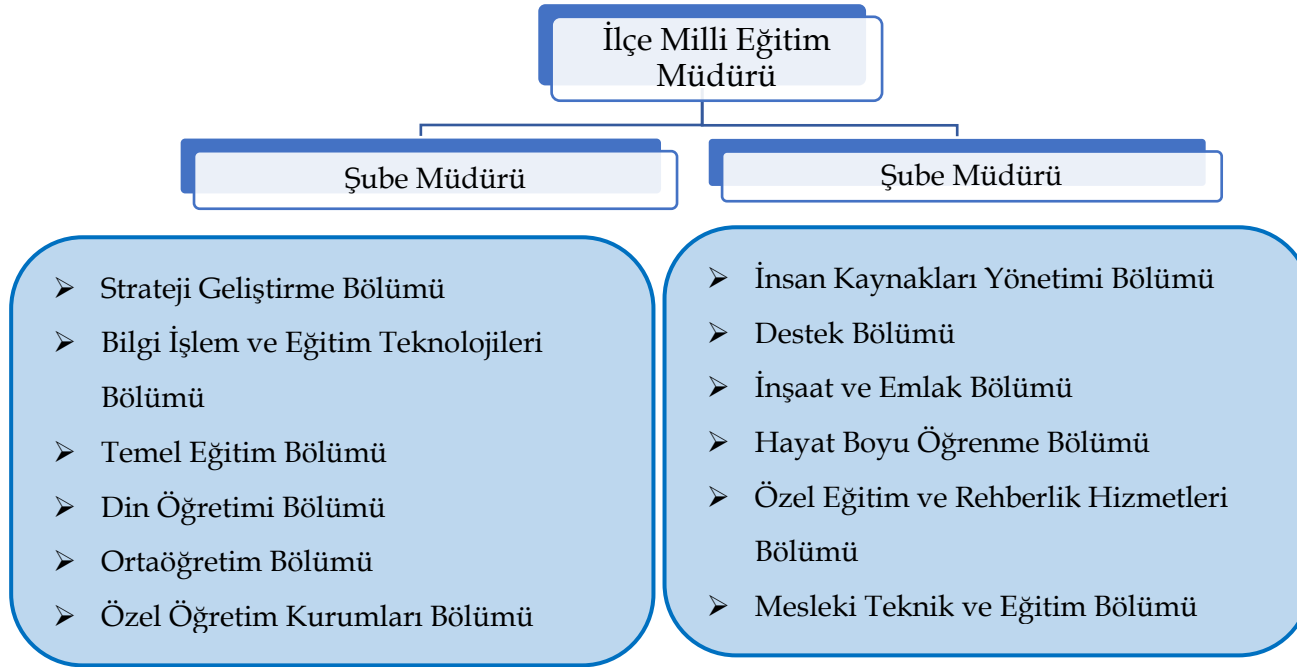 İlçe Milli Eğitim
Müdürü
Şube Müdürü
Şube Müdürü
➢ Strateji Geliştirme Bölümü
➢ Bilgi İşlem ve Eğitim Teknolojileri
Bölümü
➢ Temel Eğitim Bölümü
➢ Din Öğretimi Bölümü
➢ Ortaöğretim Bölümü
➢ Özel Öğretim Kurumları Bölümü
➢ İnsan Kaynakları Yönetimi Bölümü
➢ Destek Bölümü
➢ İnşaat ve Emlak Bölümü
➢ Hayat Boyu Öğrenme Bölümü
➢ Özel Eğitim ve Rehberlik Hizmetleri
Bölümü
➢ Mesleki Teknik ve Eğitim Bölümü